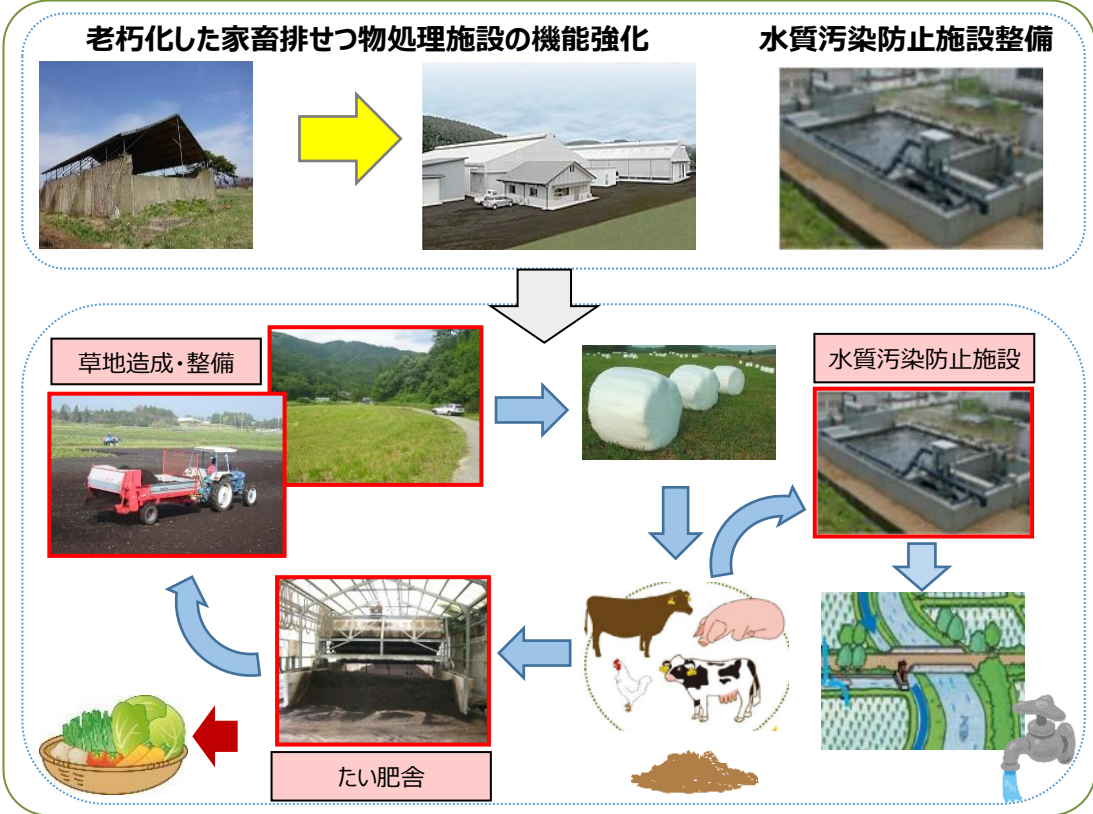 老朽化した家畜排せつ物処理施設の機能強化
水質汚染防止施設整備
草地造成・整備
水質汚染防止施設
たい肥舎